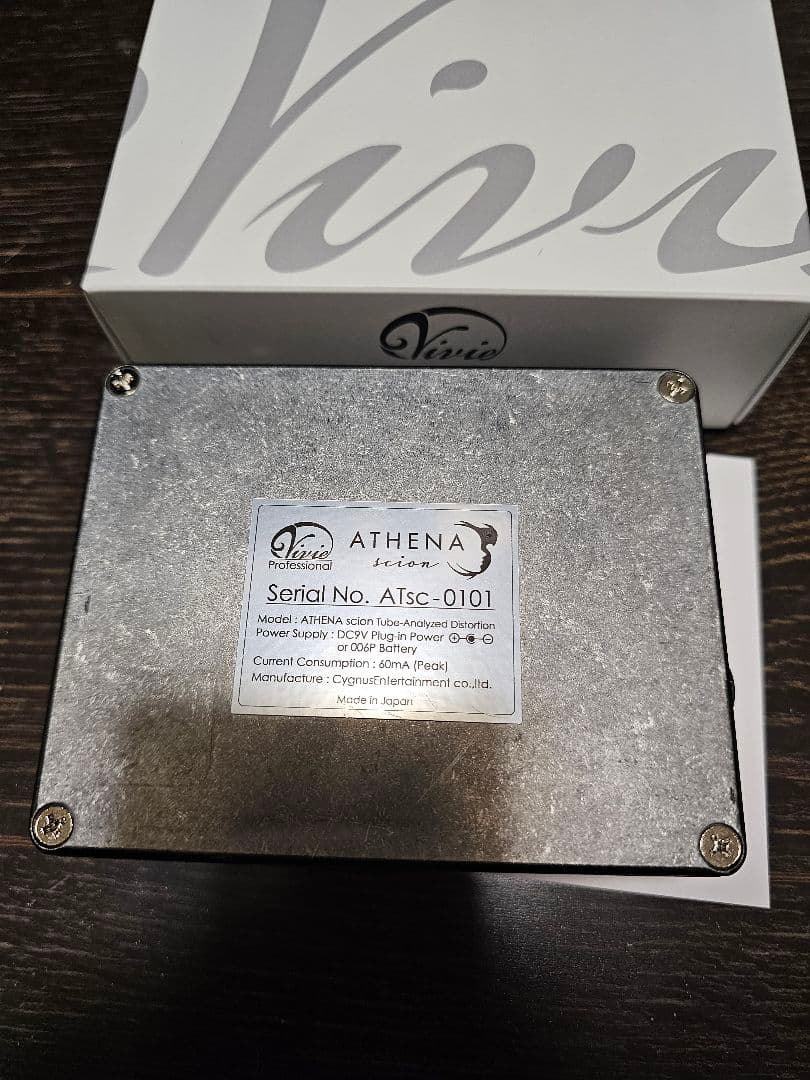 Vivie
Vivie
Vivie
Professional
ATHENA
scion
Serial No. ATsc-0101
Model : ATHENA scion Tube-Analyzed Distortion
Power Supply : DC9V Plug-in Power
or 006P Battery
Current Consumption : 60mA (Peak)
Manufacture : CygnusEntertainment co.,ltd.
Made in Japan